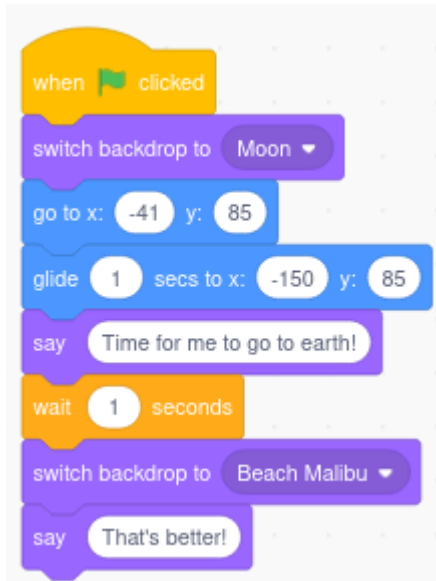 when clicked
switch backdrop to Moon
go to x: -41 y: 85
glide 1 secs to x: -150 y: 85
say Time for me to go to earth!
wait 1 seconds
switch backdrop to Beach Malibu
say That's better!